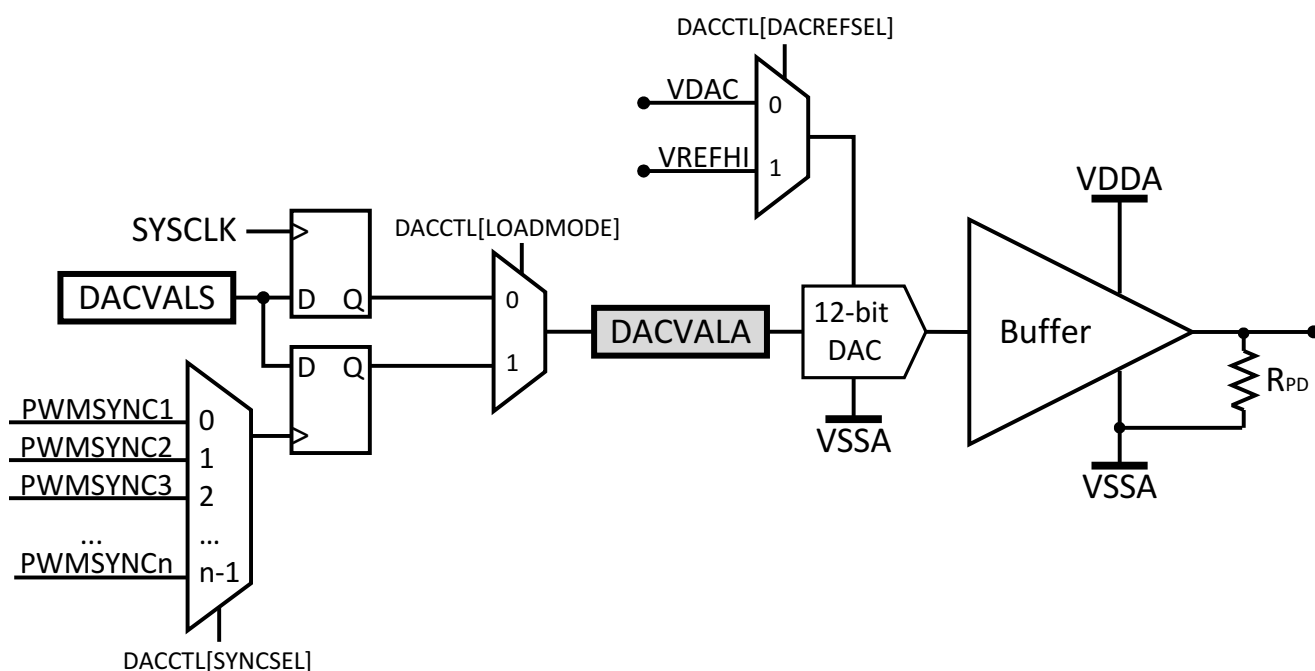 DACCTL[DACREFSEL]
VDAC
0
VREFHI
1
VDDA
SYSCLK
DACCTL[LOADMODE]
DACVALS
D
Q
0
DACVALA
12-bit
DAC
Buffer
D
Q
1
RPD
PWMSYNC1
0
VSSA
PWMSYNC2
1
PWMSYNC3
2
VSSA
...
...
PWMSYNCn
n-1
DACCTL[SYNCSEL]